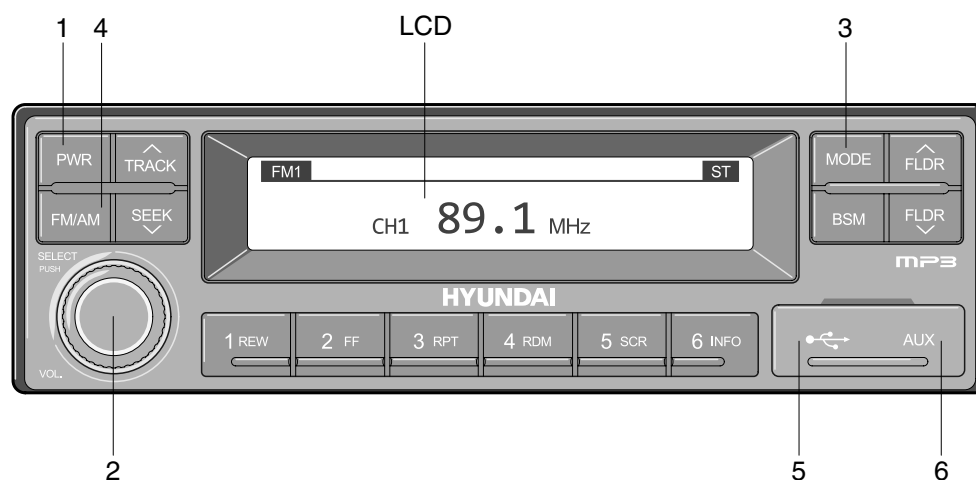 1 4 LCD 3
PWR TRACK MODE FLDR
FM1 ST
FM/AM SEEK BSM FLDR
CH1 89.1 MHz
SELECT
PUSH
mp3
HYUNDAI
1 REW 2 FF 3 RPT 4 RDM 5 SCR 6 INFO AUX
VOL.
2 5 6